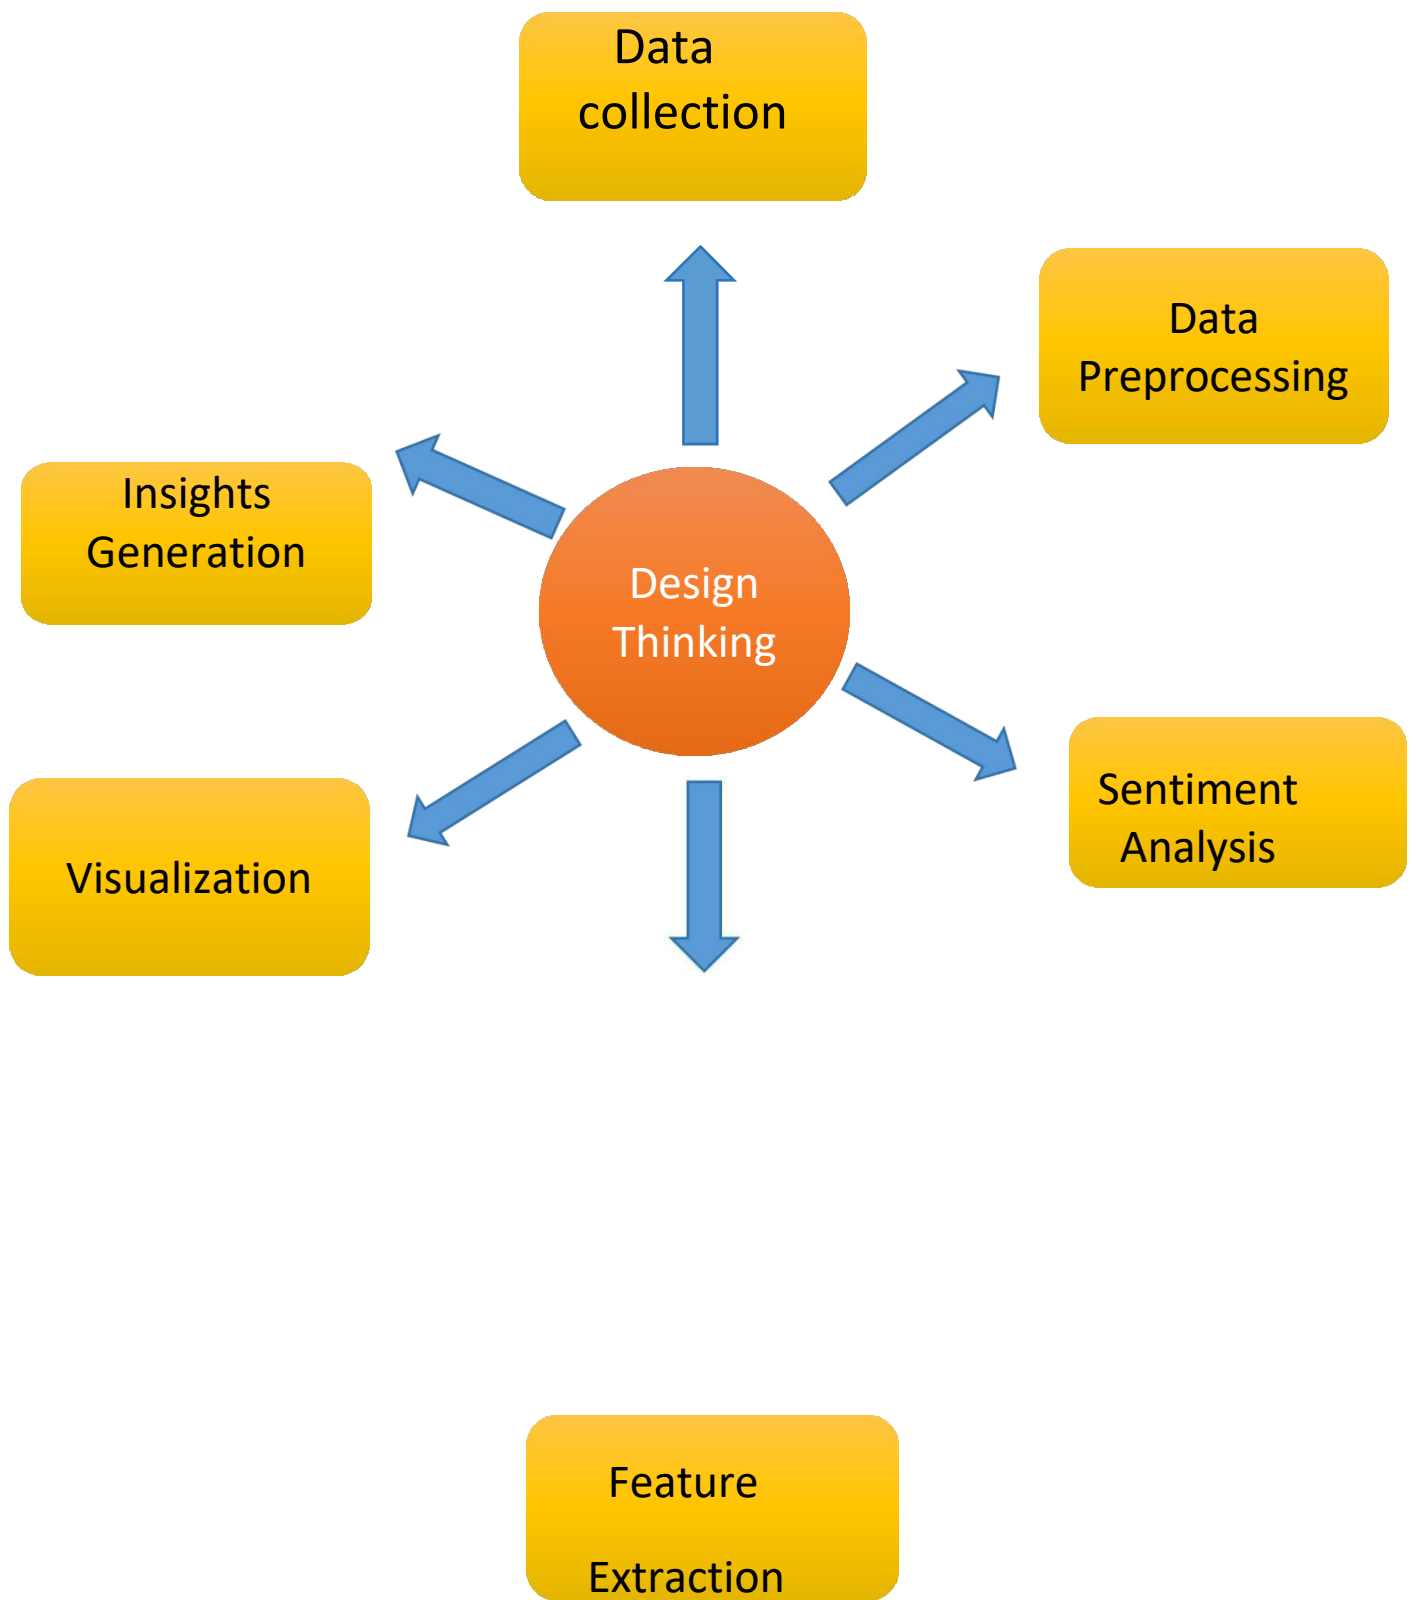 Data
collection
Data
Preprocessing
Insights
Generation
Design
Thinking
Sentiment
Analysis
Visualization
Feature
Extraction